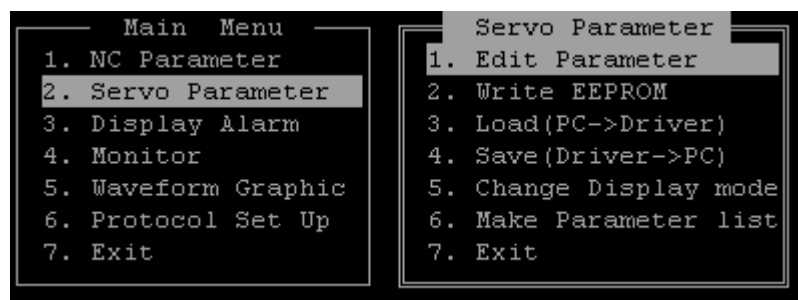 Main Menu
1. NC Parameter
2. Servo Parameter
3. Display Alarm
4. Monitor
5. Waveform Graphic
6. Protocol Set Up
7. Exit
Servo Parameter
1. Edit Parameter
2. Write EEPROM
3. Load(PC->Driver)
4. Save(Driver->PC)
5. Change Display mode
6. Make Parameter list
7. Exit